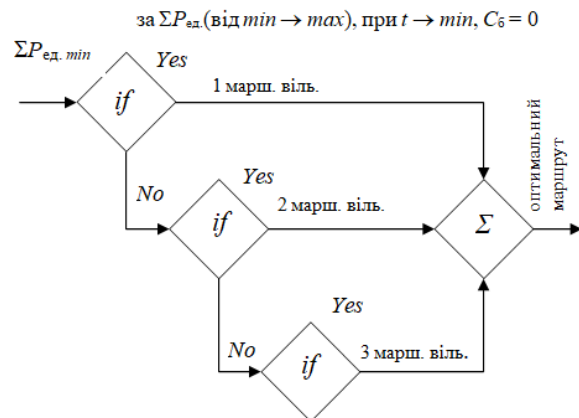 за ΣPед.(від min → max), при t → min, Cб = 0
ΣPед. min
Yes
if
1 марш. віль.
No
Yes
if
2 марш. віль.
Σ
оптимальний
маршрут
Yes
No
if
3 марш. віль.